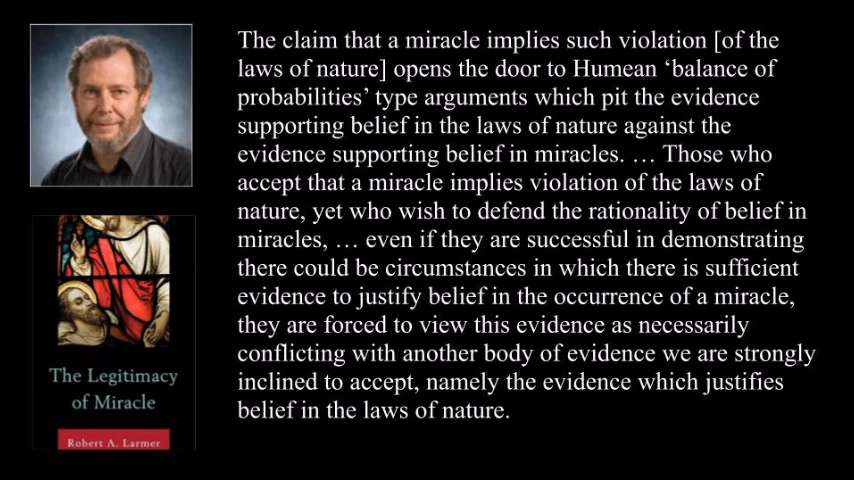 The claim that a miracle implies such violation [of the
laws of nature] opens the door to Humean ‘balance of
probabilities’ type arguments which pit the evidence
supporting belief in the laws of nature against the
evidence supporting belief in miracles. … Those who
accept that a miracle implies violation of the laws of
nature, yet who wish to defend the rationality of belief in
miracles, … even if they are successful in demonstrating
there could be circumstances in which there is sufficient
evidence to justify belief in the occurrence of a miracle,
they are forced to view this evidence as necessarily
conflicting with another body of evidence we are strongly
inclined to accept, namely the evidence which justifies
belief in the laws of nature.
The Legitimacy
of Miracle
Robert A. Larmer